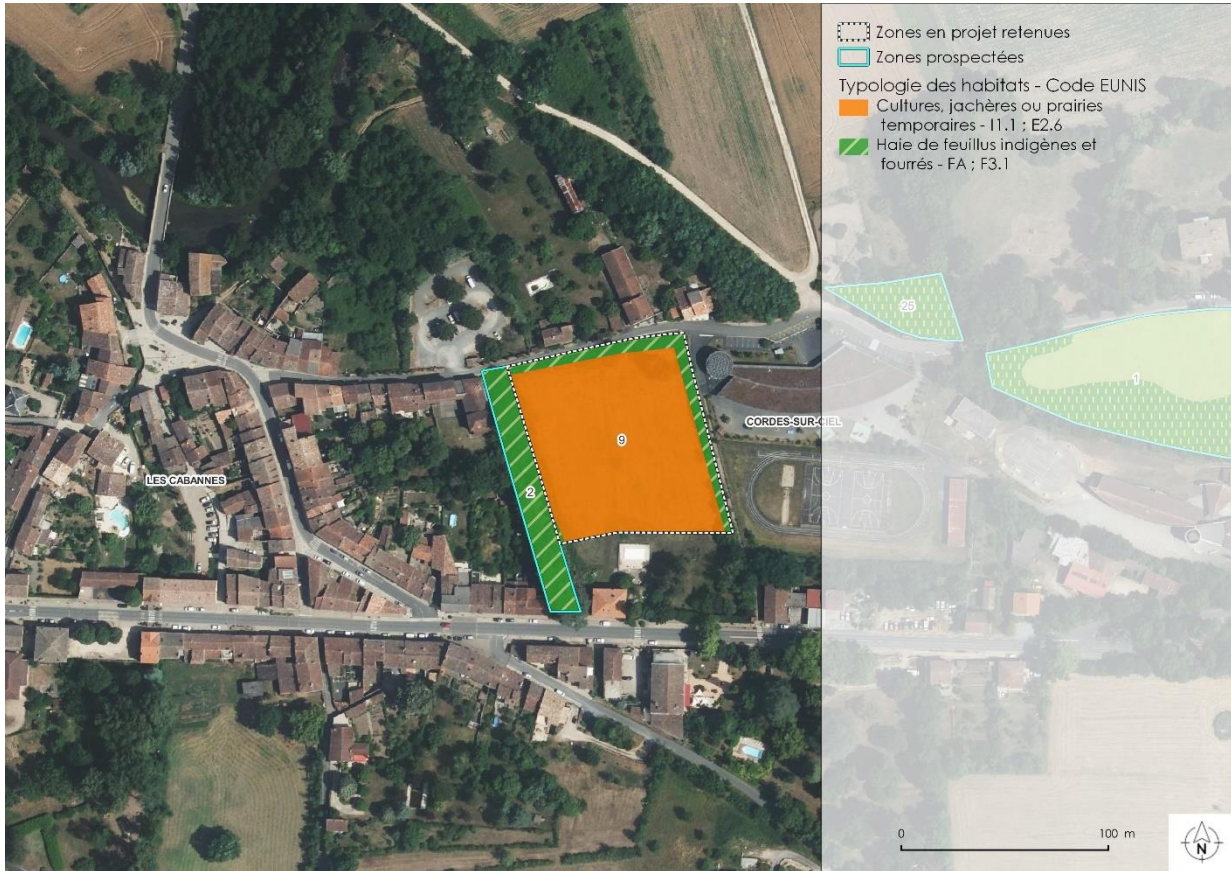 Zones en projet retenues
Zones prospectées
Typologie des habitats - Code EUNIS
Cultures, jachères ou prairies
temporaires - I1.1 ; E2.6
Haie de feuillus indigènes et
fourrés - FA ; F3.1
25
1
CORDES-SUR-CIEL
9
LES CABANNES
2
0 100 m
N